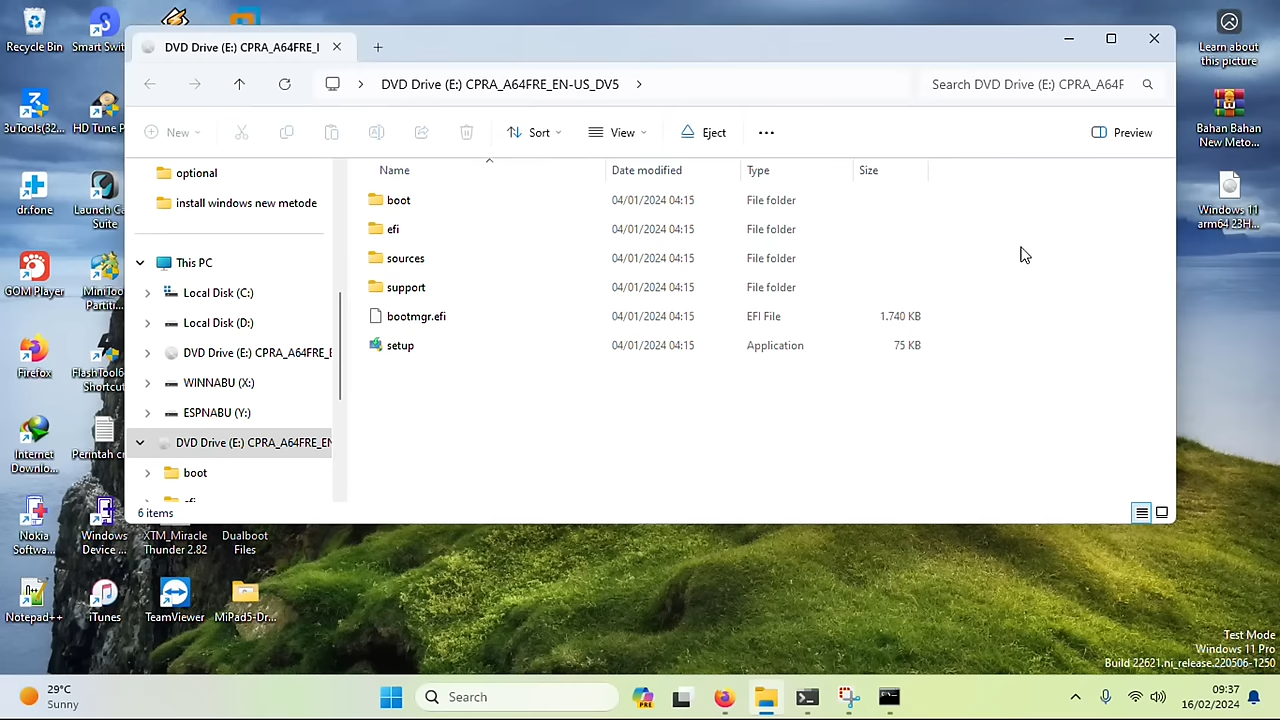 Recycle Bin
Smart Swit...
3uTools(32...
HD Tune P
dr.fone
Launch Ca
Suite
GOM Player
MiniToo
Partiti...
Firefox
FlashTool6
Shortcu
Internet
Downlo...
Perintah cr
Nokia
Softwa...
Windows
Device ...
XTM_Miracle
Thunder 2.82
Dualboot
Files
Notepad++
iTunes
TeamViewer
MiPad5-Dr...
DVD Drive (E:) CPRA_A64FRE_I
DVD Drive (E:) CPRA_A64FRE_EN-US_DV5
Search DVD Drive (E:) CPRA_A64F
New
Sort
View
Eject
Preview
optional
install windows new metode
This PC
Local Disk (C:)
Local Disk (D:)
DVD Drive (E:) CPRA_A64FRE_E
WINNABU (X:)
ESPNABU (Y:)
DVD Drive (E:) CPRA_A64FRE_EN
boot
efi
Name Date modified Type Size
boot 04/01/2024 04:15 File folder
efi 04/01/2024 04:15 File folder
sources 04/01/2024 04:15 File folder
support 04/01/2024 04:15 File folder
bootmgr.efi 04/01/2024 04:15 EFI File 1.740 KB
setup 04/01/2024 04:15 Application 75 KB
6 items
Learn about
this picture
Bahan Bahan
New Meto...
Windows 11
arm64 23H...
Test Mode
Windows 11 Pro
Build 22621.ni_release.220506-1250
29°C
Sunny
Search
PRE
09:37
16/02/2024